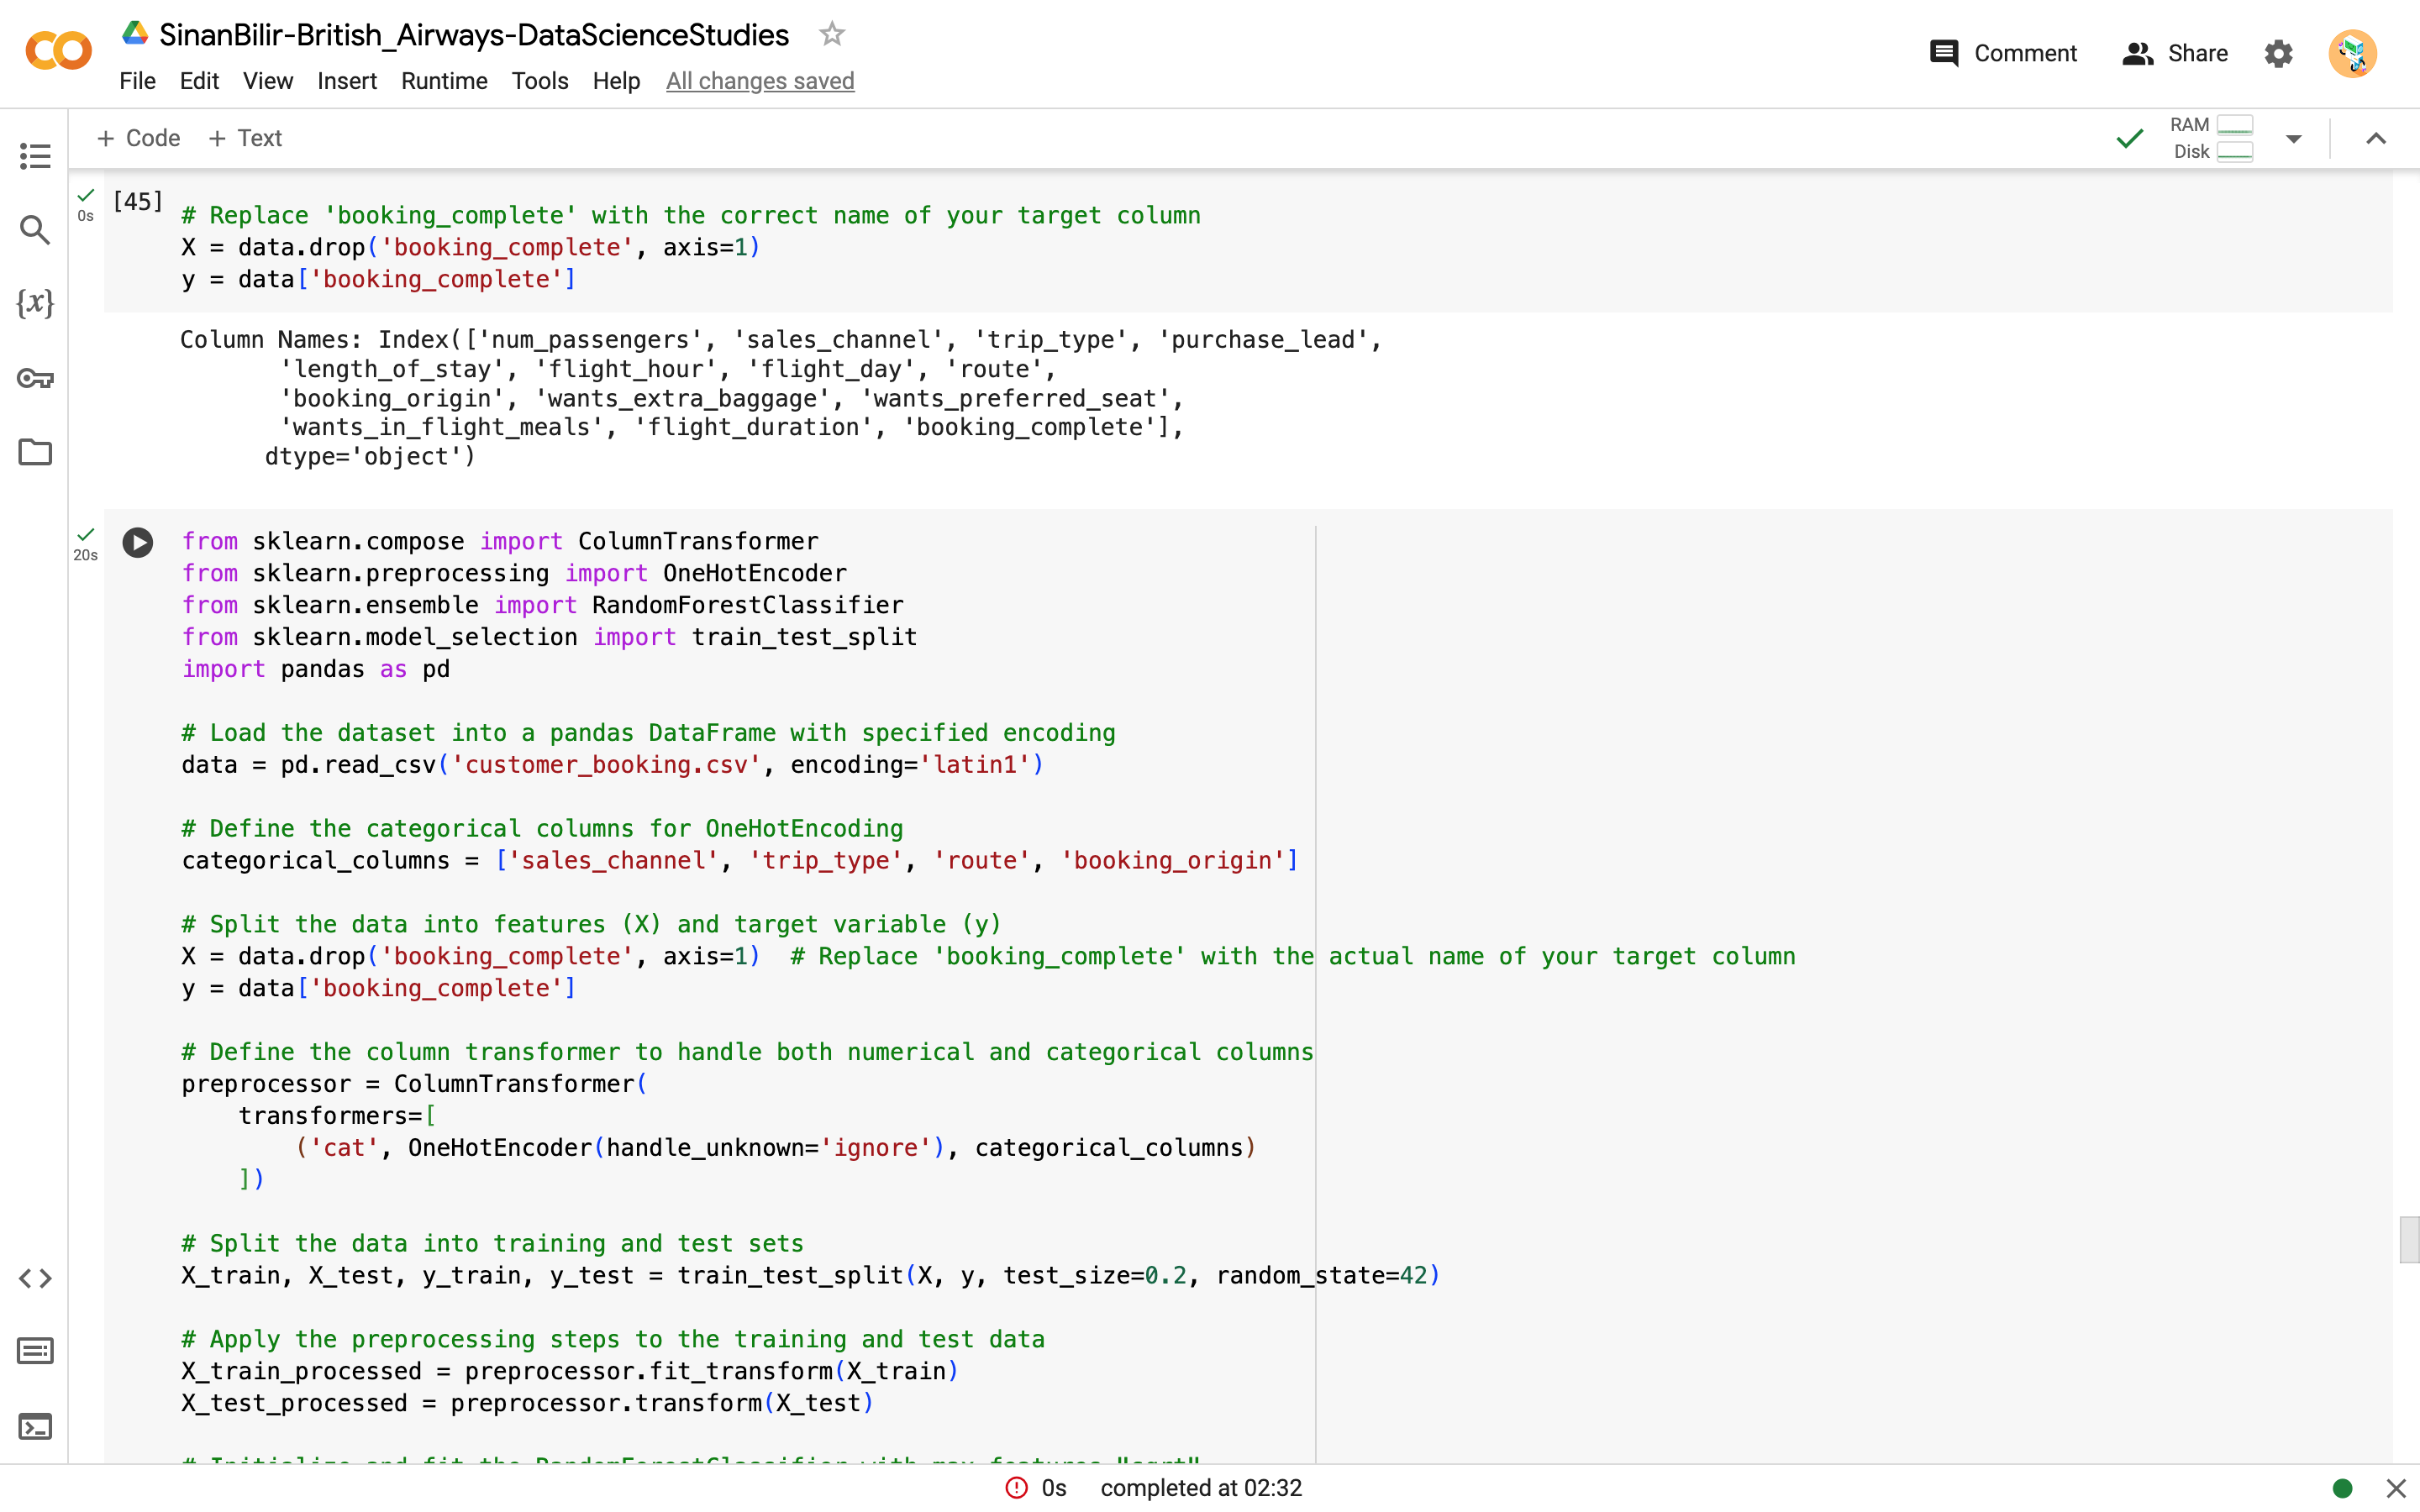 SinanBilir-British_Airways-DataScienceStudies
File Edit View Insert Runtime Tools Help All changes saved
Comment Share
+ Code + Text
RAM
Disk
0s
[45]
# Replace 'booking_complete' with the correct name of your target column
X = data.drop('booking_complete', axis=1)
y = data['booking_complete']
Column Names: Index(['num_passengers', 'sales_channel', 'trip_type', 'purchase_lead',
'length_of_stay', 'flight_hour', 'flight_day', 'route',
'booking_origin', 'wants_extra_baggage', 'wants_preferred_seat',
'wants_in_flight_meals', 'flight_duration', 'booking_complete'],
dtype='object')
20s
from sklearn.compose import ColumnTransformer
from sklearn.preprocessing import OneHotEncoder
from sklearn.ensemble import RandomForestClassifier
from sklearn.model_selection import train_test_split
import pandas as pd
# Load the dataset into a pandas DataFrame with specified encoding
data = pd.read_csv('customer_booking.csv', encoding='latin1')
# Define the categorical columns for OneHotEncoding
categorical_columns = ['sales_channel', 'trip_type', 'route', 'booking_origin']
# Split the data into features (X) and target variable (y)
X = data.drop('booking_complete', axis=1)  # Replace 'booking_complete' with the actual name of your target column
y = data['booking_complete']
# Define the column transformer to handle both numerical and categorical columns
preprocessor = ColumnTransformer(
transformers=[
('cat', OneHotEncoder(handle_unknown='ignore'), categorical_columns)
])
# Split the data into training and test sets
X_train, X_test, y_train, y_test = train_test_split(X, y, test_size=0.2, random_state=42)
# Apply the preprocessing steps to the training and test data
X_train_processed = preprocessor.fit_transform(X_train)
X_test_processed = preprocessor.transform(X_test)
# Initialize and fit the RandomForestClassifier with max_features="sqrt"
0s completed at 02:32